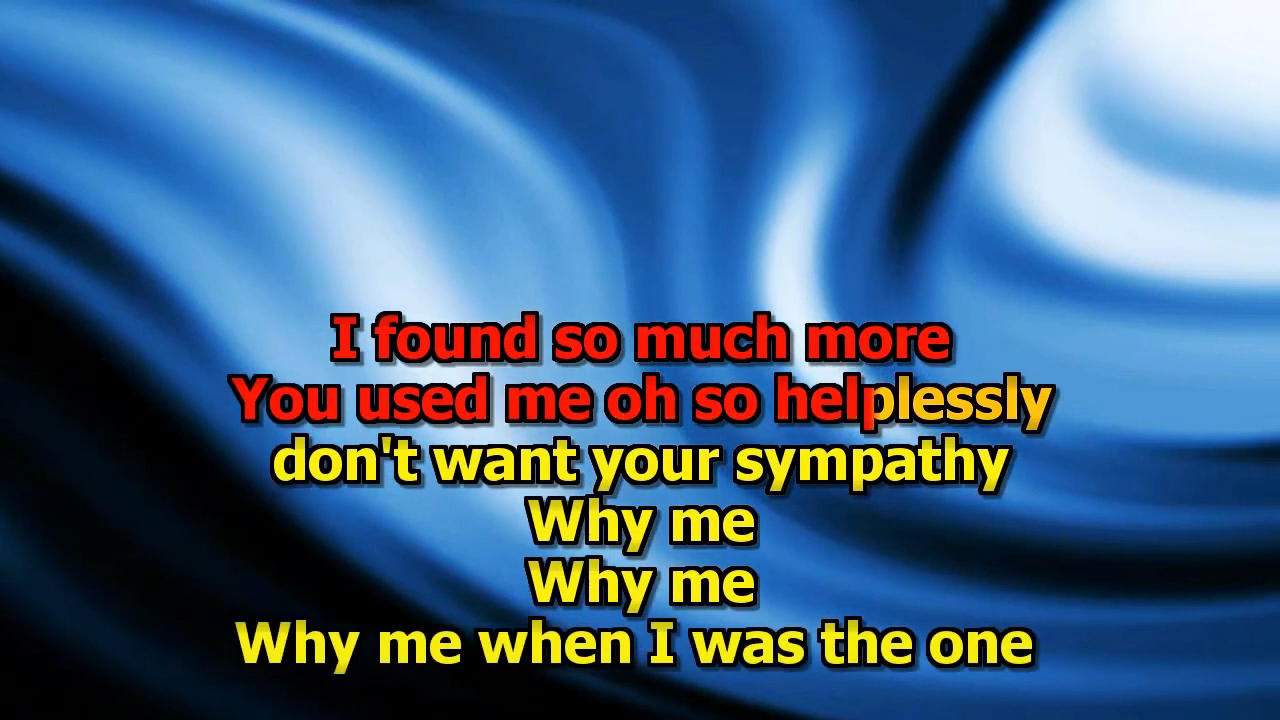 I found so much more
You used me oh so helplessly
don't want your sympathy
Why me
Why me
Why me when I was the one